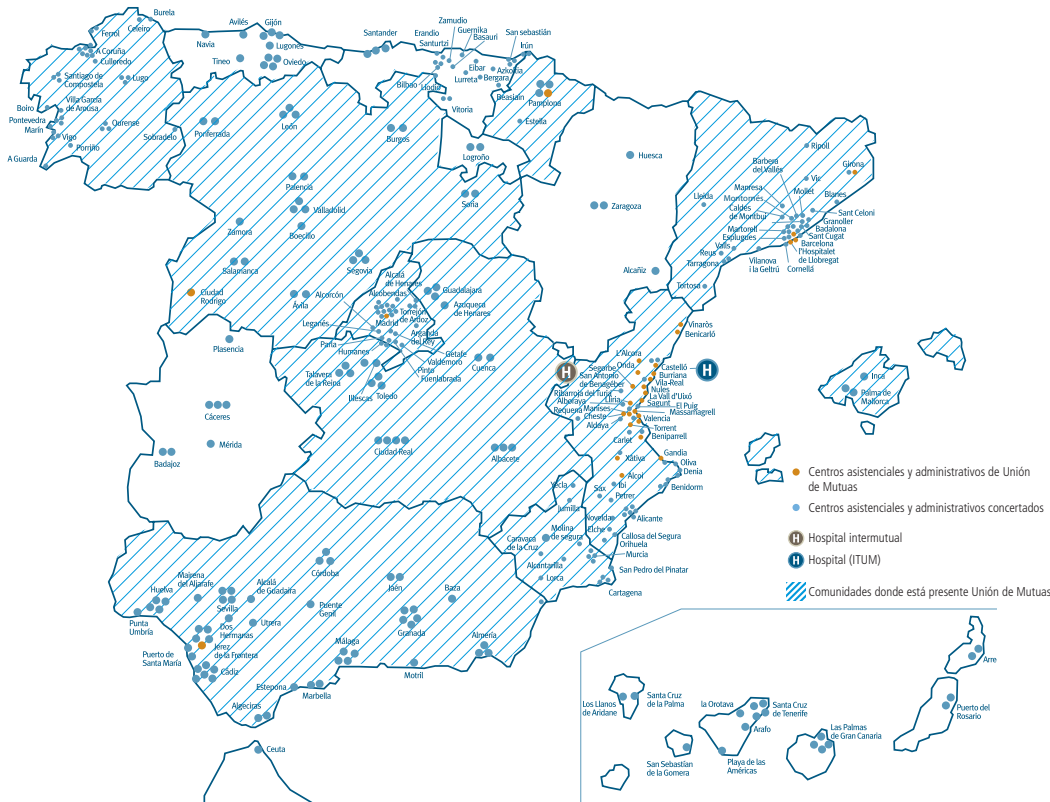 Burela
Celeiro
Ferrol
A Coruña
Culleredo
Santiago de
Compostela
Lugo
Boiro
Villa García
de Arousa
Pontevedra
Marín
Ourense
Vigo
Porriño
Sobradelo
A Guarda
Avilés
Gijón
Navia
Lugones
Tineo
Oviedo
Santander
Erandio
Santurtzi
Zamudio
Guernika
Basauri
San sebastián
Irún
Eibar
Azkoitia
Lurreta
Bergara
Bilbao
Llodio
Beasiain
Vitoria
Pamplona
Estella
Logroño
Ponferrada
León
Burgos
Palencia
Soria
Valladolid
Zamora
Boecillo
Salamanca
Segovia
Ciudad
Rodrigo
Ávila
Huesca
Zaragoza
Alcañiz
Ripoll
Barbera
del Vallés
Girona
Vic
Manresa
Mollet
Lleida
Montornés
Blanes
Caldés
de Montbui
Sant Celoni
Granoller
Martorell
Badalona
Esplugues
Sant Cugat
Barcelona
Valls
l'Hospitalet
de Llobregat
Reus
Tarragona
Vilanova
i la Geltrú
Cornellá
Tortosa
Alcalá
de Henares
Alcobendas
Guadalajara
Alcorcón
Torrejón
de Ardoz
Azuqueca
de Henares
Leganés
Madrid
Arganda
del Rey
Parla
Getafe
Humanes
Valdemoro
Pinto
Fuenlabrada
Cuenca
Talavera
de la Reina
Illescas
Toledo
Ciudad Real
Albacete
Plasencia
Cáceres
Mérida
Badajoz
Vinaròs
Benicarló
L'Alcora
Castelló
Segorbe
Onda
San Antonio
de Benagéber
Burriana
Vila-Real
Ribarroja del Turia
Nules
La Vall d'Uixó
Llíria
Alboraya
Sagunt
Manises
El Puig
Requena
Massamagrell
Cheste
Valencia
Aldaya
Torrent
Carlet
Beniparrell
Xàtiva
Gandia
Oliva
Alcoi
Denia
Yecla
Ibi
Sax
Benidorm
Petrer
Jumilla
Novelda
Alicante
Molina
de segura
Elche
Caravaca
de la Cruz
Callosa del Segura
Orihuela
Murcia
Alcantarilla
San Pedro del Pinatar
Lorca
Cartagena
Inca
Palma de
Mallorca
Mairena
del Aljarafe
Huelva
Alcalá
de Guadaira
Córdoba
Jaén
Baza
Sevilla
Punta
Umbría
Puente
Genil
Dos
Hermanas
Utrera
Granada
Jerez
de la Frontera
Puerto de
Santa María
Málaga
Almería
Cádiz
Motril
Estepona
Marbella
Algeciras
Ceuta
H
H
Centros asistenciales y administrativos de Unión
de Mutuas
Centros asistenciales y administrativos concertados
H Hospital intermutual
H Hospital (ITUM)
Comunidades donde está presente Unión de Mutuas
Arre
Los Llanos
de Aridane
Santa Cruz
de la Palma
la Orotava
Santa Cruz
de Tenerife
Puerto del
Rosario
Arafo
Las Palmas
de Gran Canaria
San Sebastián
de la Gomera
Playa de las
Américas